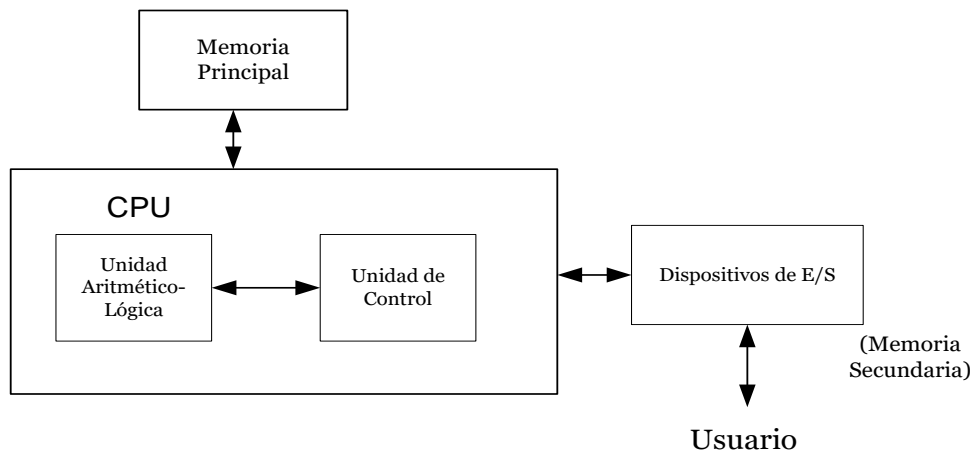 Memoria
Principal
CPU
Unidad
Aritmético-
Lógica
Unidad de
Control
Dispositivos de E/S
(Memoria
Secundaria)
Usuario